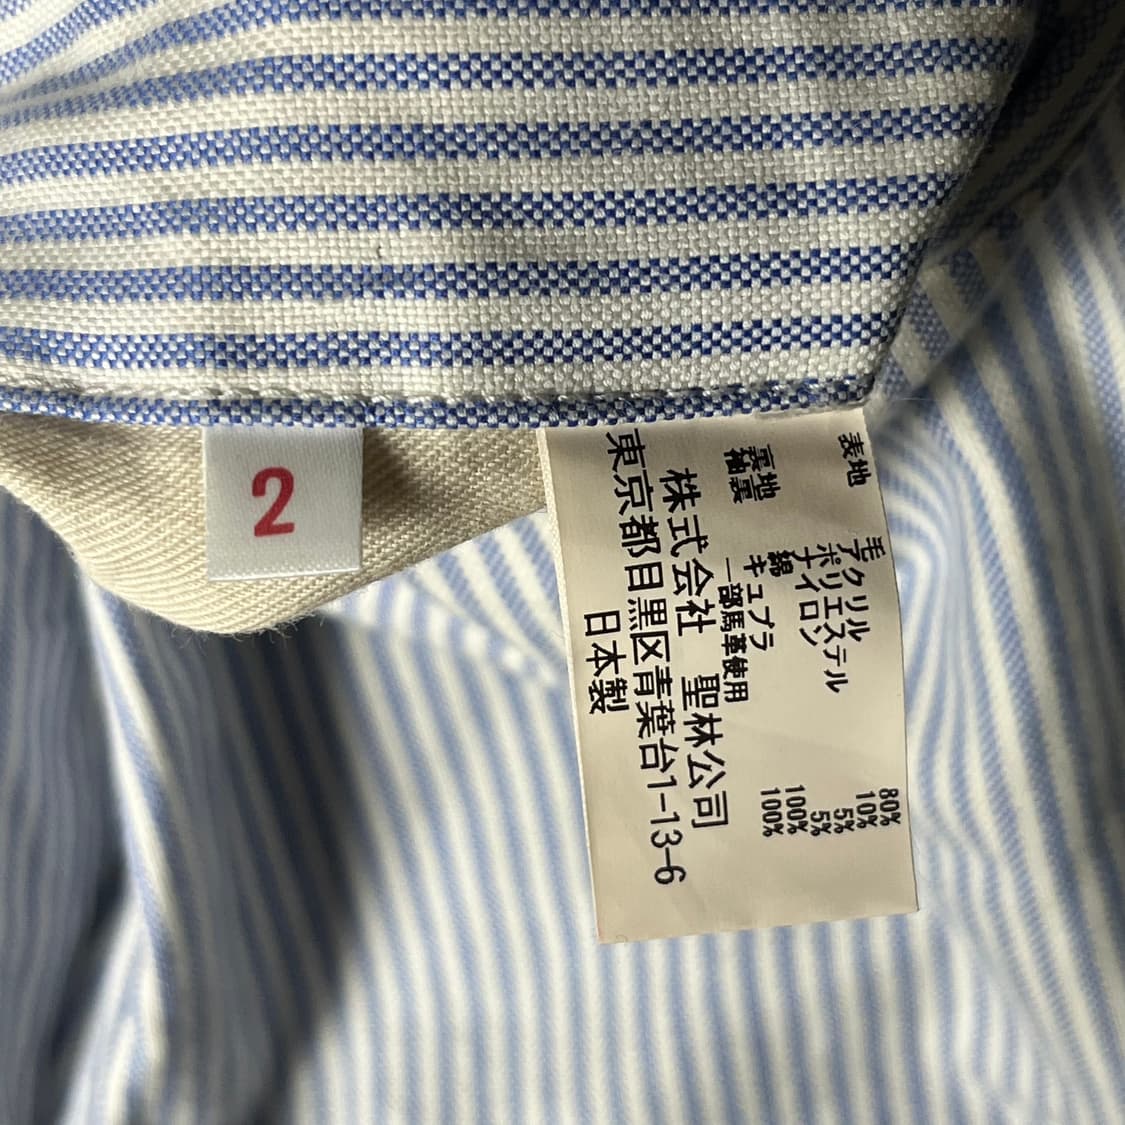 2
表地
毛 80%
アクリル 10%
ポリエステル 5%
ナイロン 5%
裏地 綿 100%
袖裏 キュプラ 100%
一部馬革使用
株式会社 聖林公司
東京都目黒区青葉台1-13-6
日本製